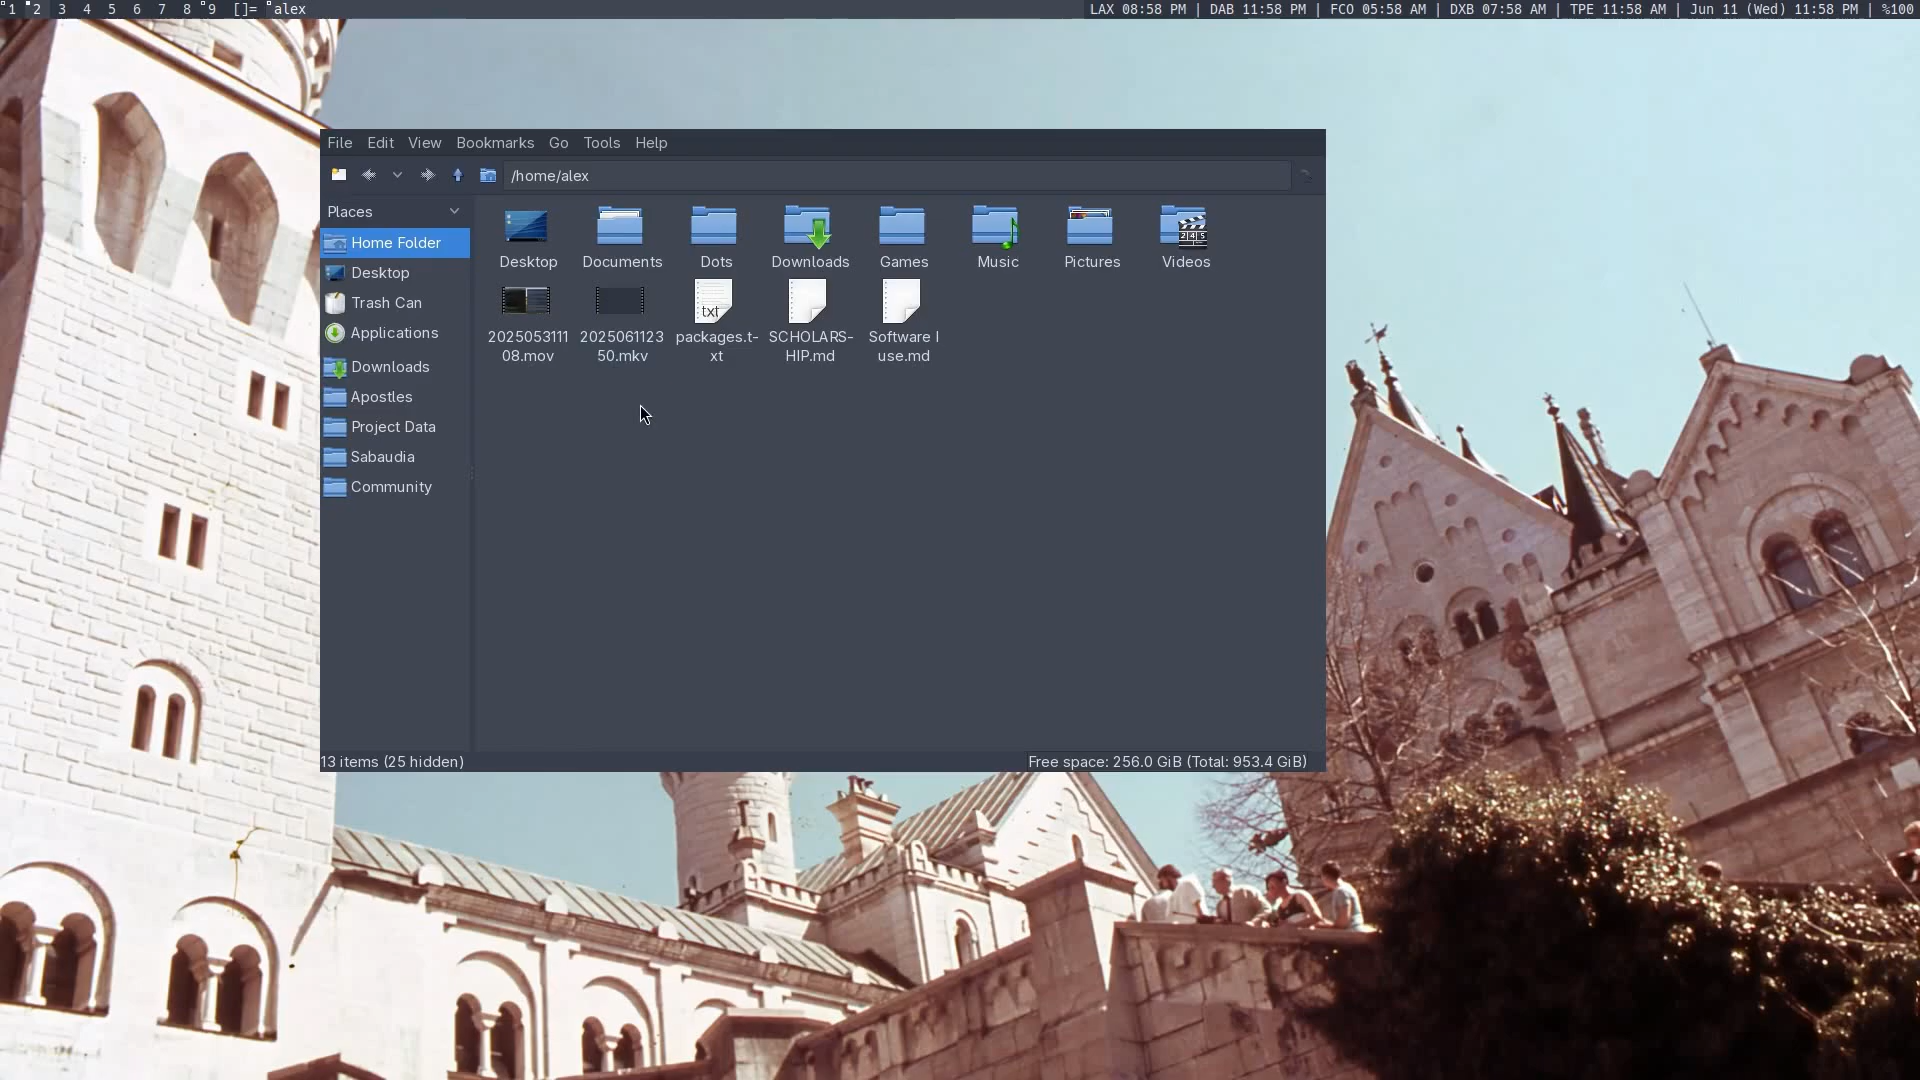 1 2 3 4 5 6 7 8 9 []= alex
LAX 08:58 PM | DAB 11:58 PM | FCO 05:58 AM | DXB 07:58 AM | TPE 11:58 AM | Jun 11 (Wed) 11:58 PM | %100
File Edit View Bookmarks Go Tools Help
/home/alex
Places
Home Folder
Desktop
Trash Can
Applications
Downloads
Apostles
Project Data
Sabaudia
Community
Desktop Documents Dots Downloads Games Music Pictures Videos
2025053111 2025061123 packages.t- SCHOLARS- Software I
08.mov 50.mkv xt HIP.md use.md
txt
13 items (25 hidden)
Free space: 256.0 GiB (Total: 953.4 GiB)